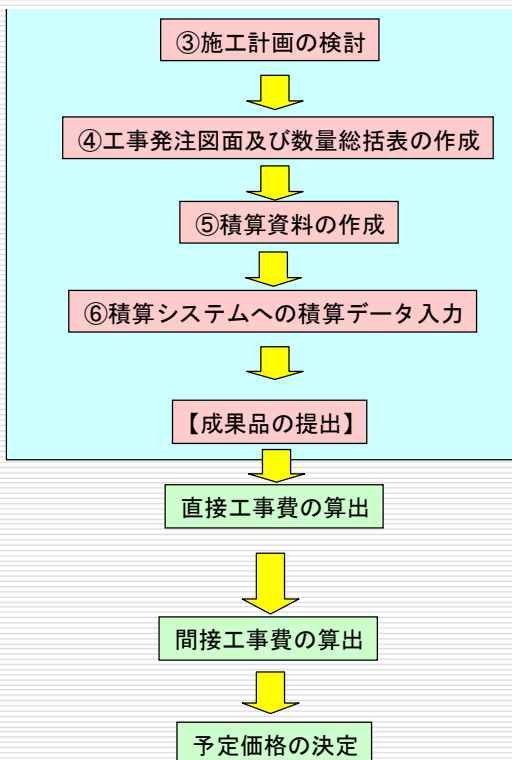 ③施工計画の検討
④工事発注図面及び数量総括表の作成
⑤積算資料の作成
⑥積算システムへの積算データ入力
【成果品の提出】
直接工事費の算出
間接工事費の算出
予定価格の決定